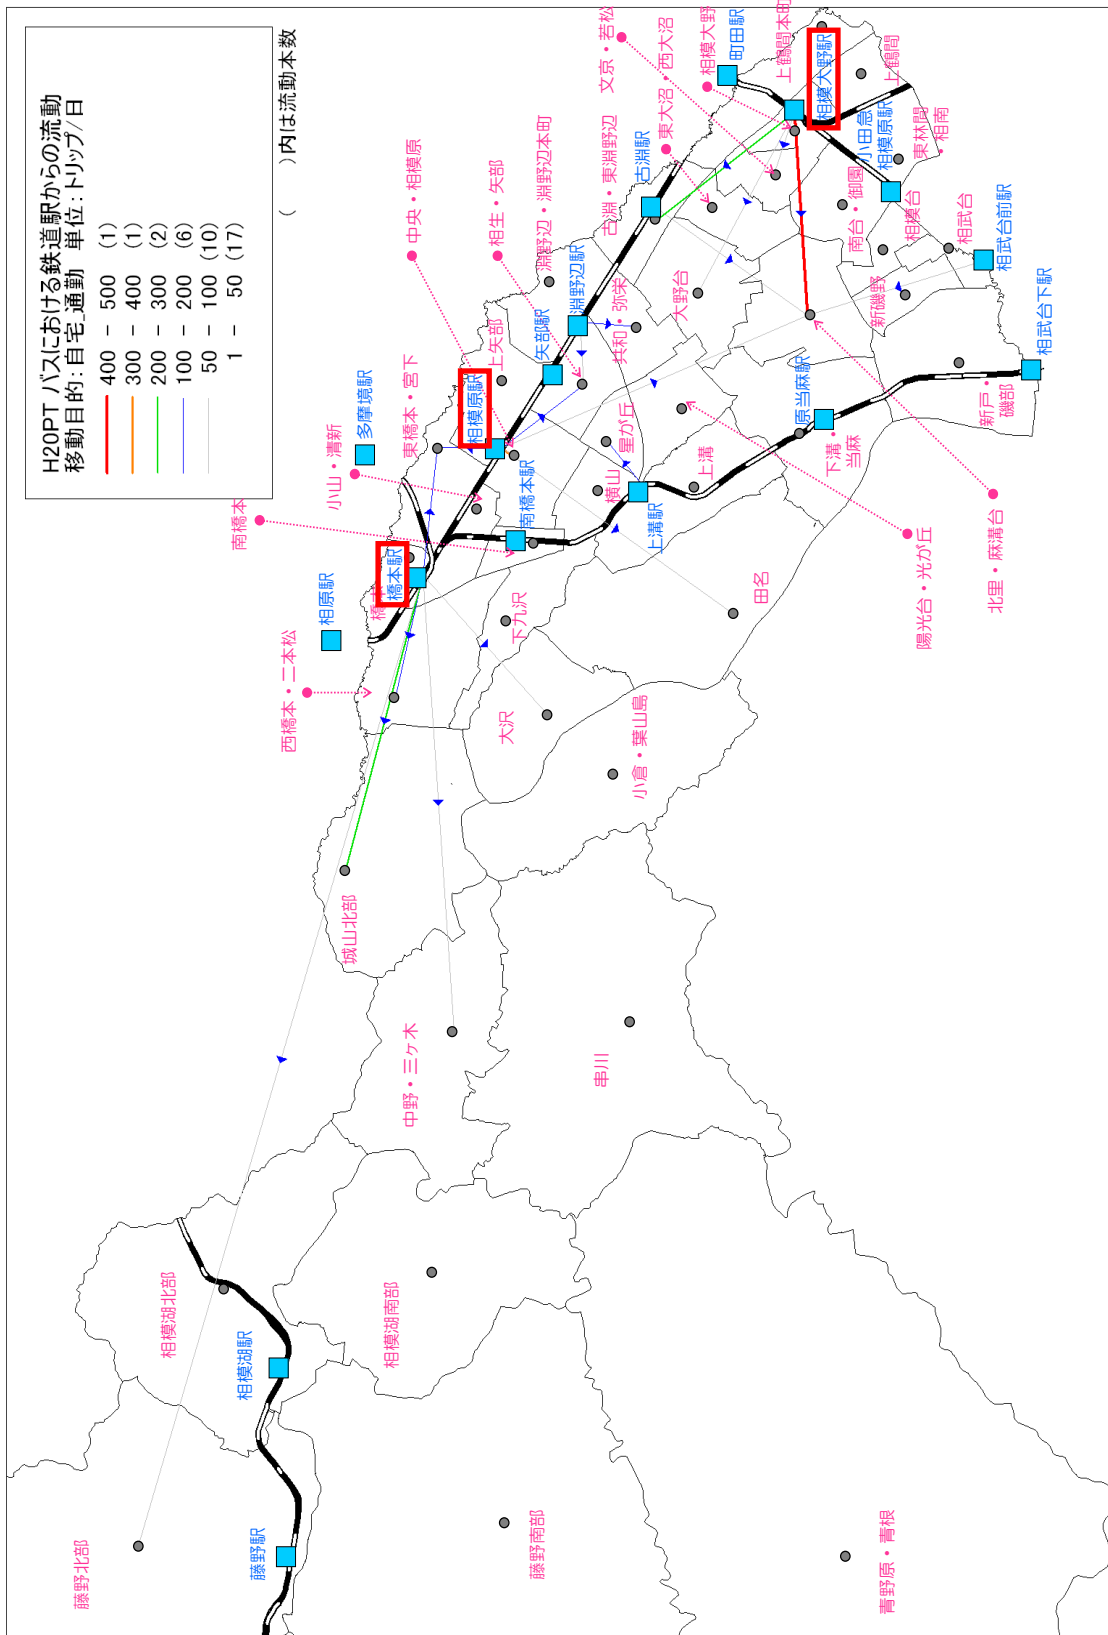 H20PT バスにおける鉄道駅からの流動
移動目的:自宅_通勤 単位:トリップ/日
400 - 500 (1)
300 - 400 (1)
200 - 300 (2)
100 - 200 (6)
50 - 100 (10)
1 - 50 (17)
( )内は流動本数
藤野北部
藤野駅
藤野南部
青野原・青根
相模湖北部
相模湖駅
相模湖南部
中野・三ケ木
串川
城山北部
小倉・葉山島
大沢
西橋本・二本松
相原駅
橋本駅
下九沢
田名
南橋本
南橋本駅
小山・清新
多摩境駅
東橋本・宮下
相模原駅
中央・相模原
上矢部
矢部駅
相生・矢部
淵野辺・淵野辺本町
淵野辺駅
共和・弥栄
星が丘
横山
上溝駅
上溝
陽光台・光が丘
古淵・東淵野辺
古淵駅
東大沼・西大沼
大野台
文京・若松
相模大野
町田駅
上鶴間本町
相模大野駅
上鶴間
小田急
相模原駅
東林間
・相南
南台・御園
相模台
相武台
相武台前駅
新磯野
北里・麻溝台
原当麻駅
下溝・
当麻
新戸・
磯部
相武台下駅